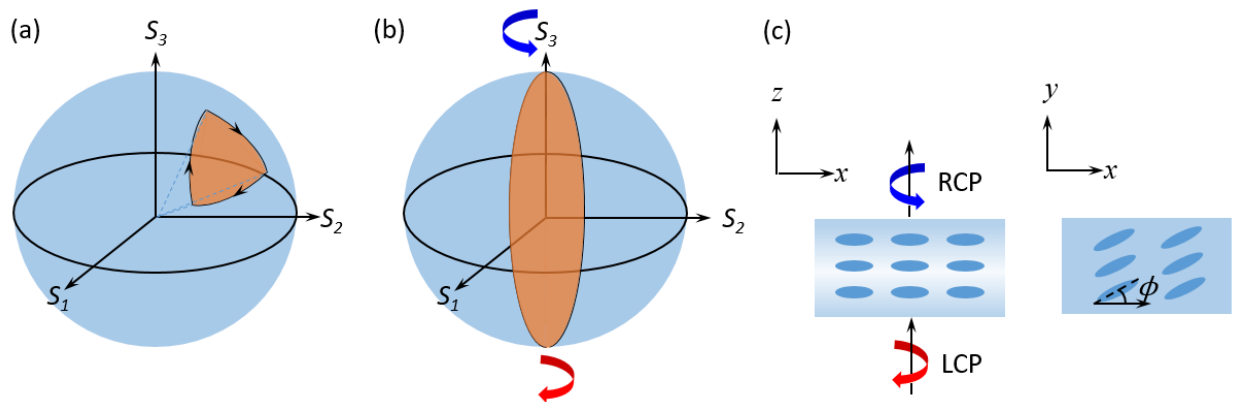 (a)
S3
S2
S1
(b)
S3
S2
S1
(c)
z
x
RCP
LCP
y
x
ϕ